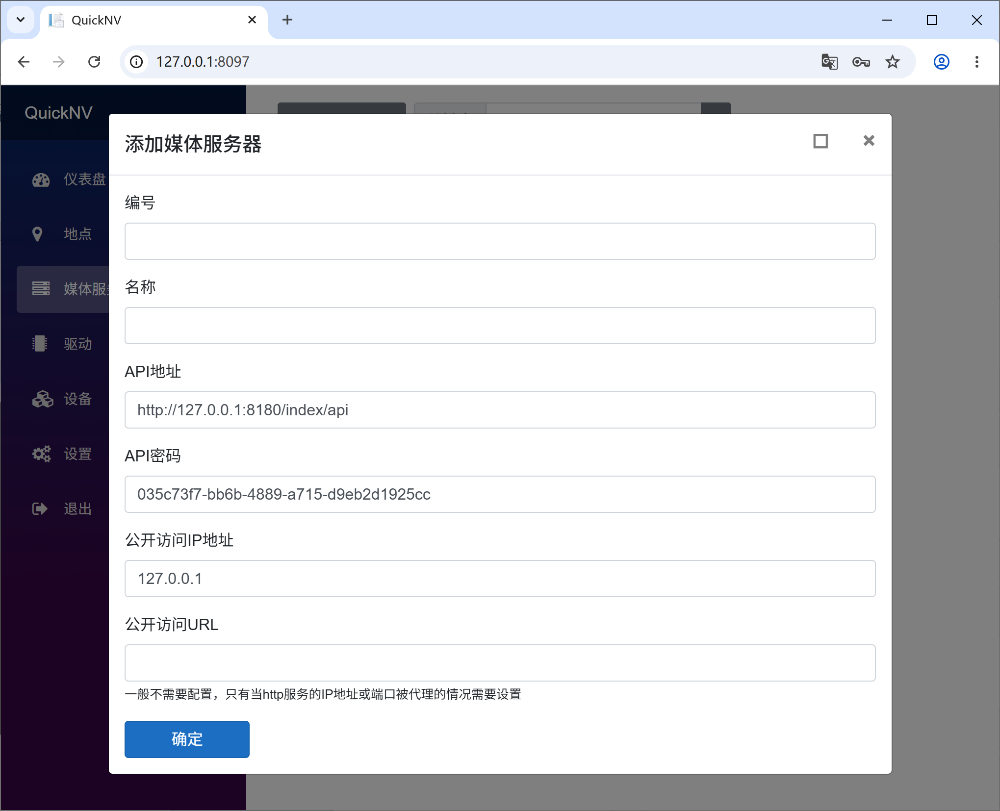 QuickNV
127.0.0.1:8097
QuickNV
添加媒体服务器
仪表盘
地点
媒体服
驱动
设备
设置
退出
编号
名称
API地址
http://127.0.0.1:8180/index/api
API密码
035c73f7-bb6b-4889-a715-d9eb2d1925cc
公开访问IP地址
127.0.0.1
公开访问URL
一般不需要配置，只有当http服务的IP地址或端口被代理的情况需要设置
确定